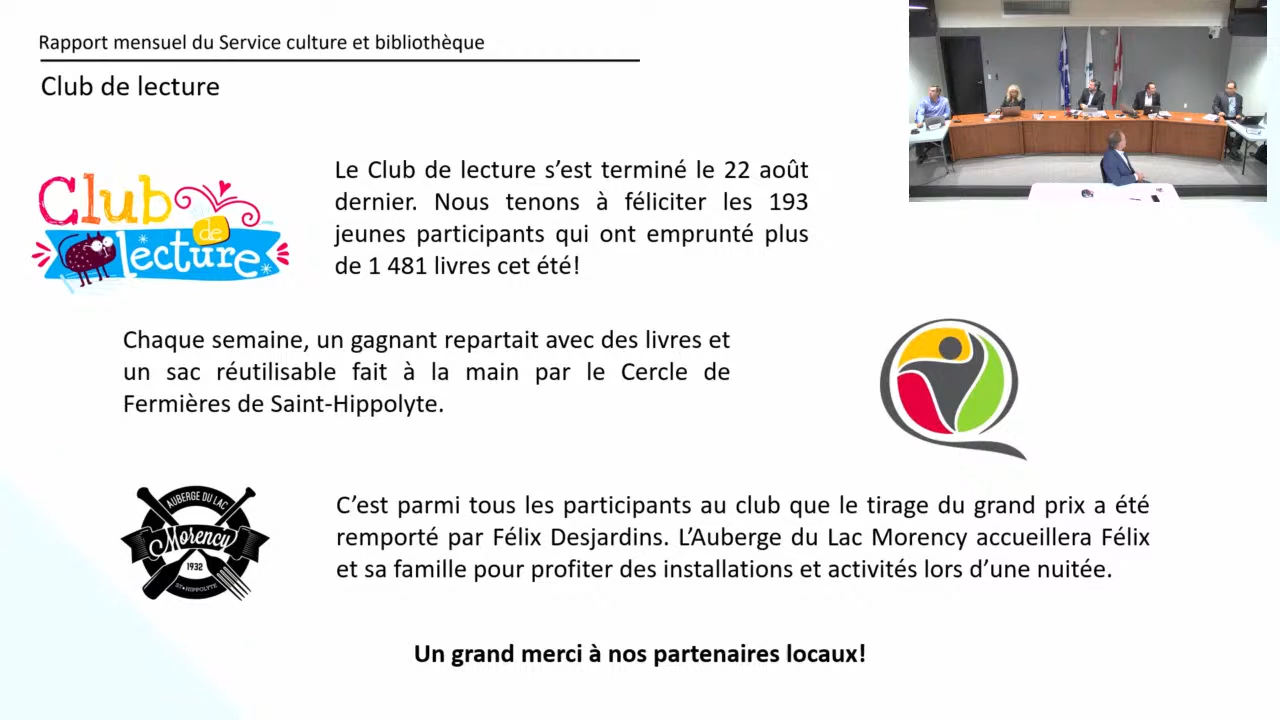 Rapport mensuel du Service culture et bibliothèque
Club de lecture
Club
de
lecture
Le Club de lecture s’est terminé le 22 août
dernier. Nous tenons à féliciter les 193
jeunes participants qui ont emprunté plus
de 1 481 livres cet été!
Chaque semaine, un gagnant repartait avec des livres et
un sac réutilisable fait à la main par le Cercle de
Fermières de Saint-Hippolyte.
AUBERGE DU LAC
Morency
1932
ST-HIPPOLYTE
C’est parmi tous les participants au club que le tirage du grand prix a été
remporté par Félix Desjardins. L’Auberge du Lac Morency accueillera Félix
et sa famille pour profiter des installations et activités lors d’une nuitée.
Un grand merci à nos partenaires locaux!